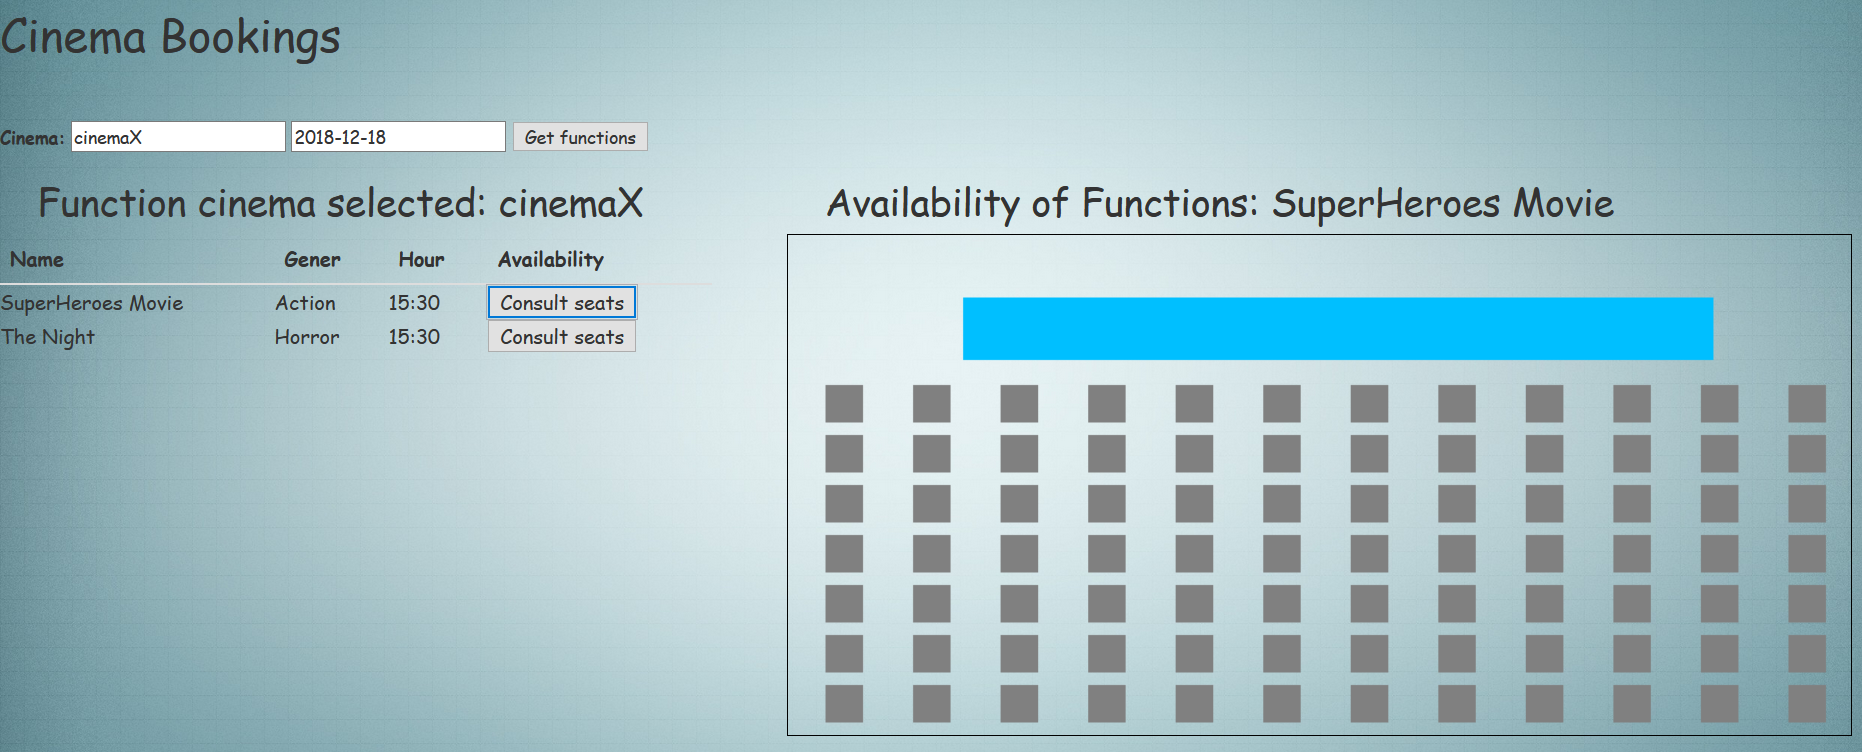 Cinema Bookings
Cinema: cinemaX 2018-12-18 Get functions
Function cinema selected: cinemaX
Name Gener Hour Availability
SuperHeroes Movie Action 15:30 Consult seats
The Night Horror 15:30 Consult seats
Availability of Functions: SuperHeroes Movie